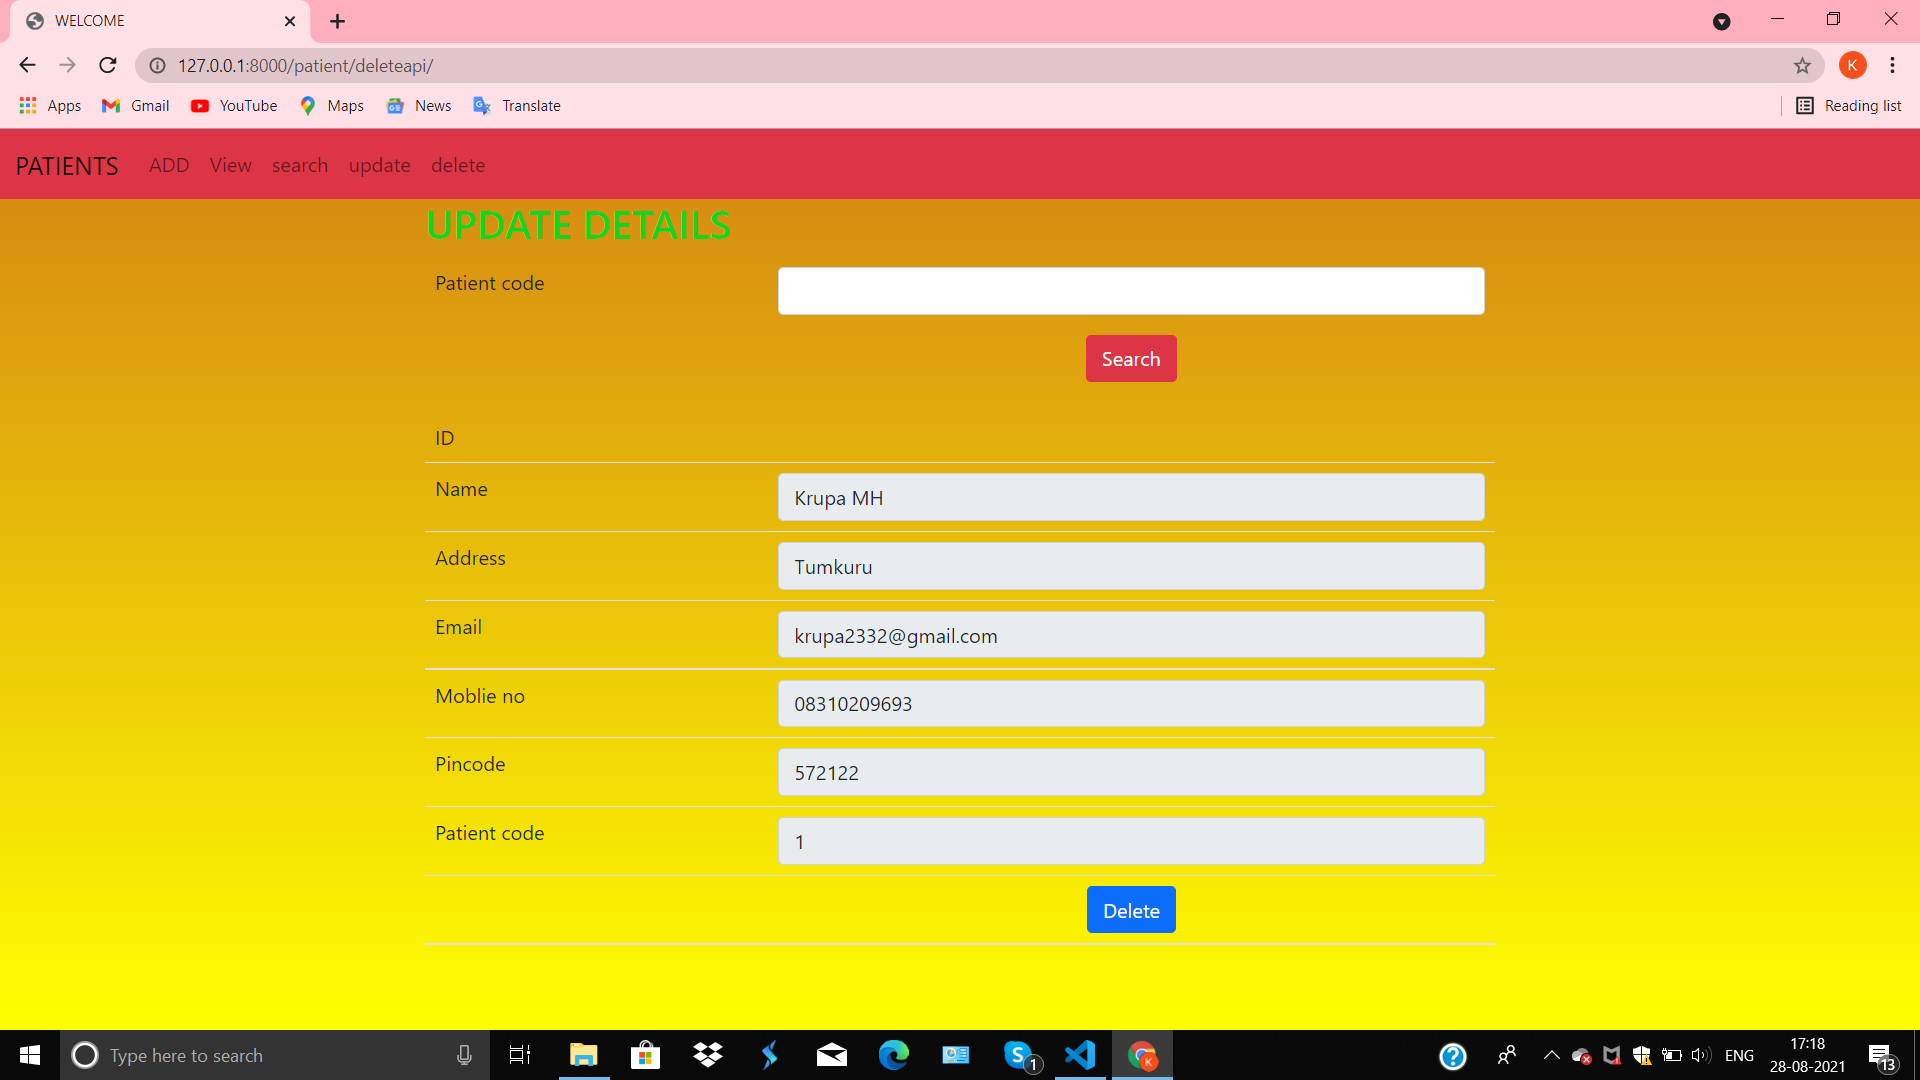 WELCOME
127.0.0.1:8000/patient/deleteapi/
K
Apps Gmail YouTube Maps News Translate Reading list
PATIENTS ADD View search update delete
UPDATE DETAILS
Patient code
Search
ID
Name Krupa MH
Address Tumkuru
Email krupa2332@gmail.com
Moblie no 08310209693
Pincode 572122
Patient code 1
Delete
Type here to search
S 1
K
ENG
17:18
28-08-2021
13